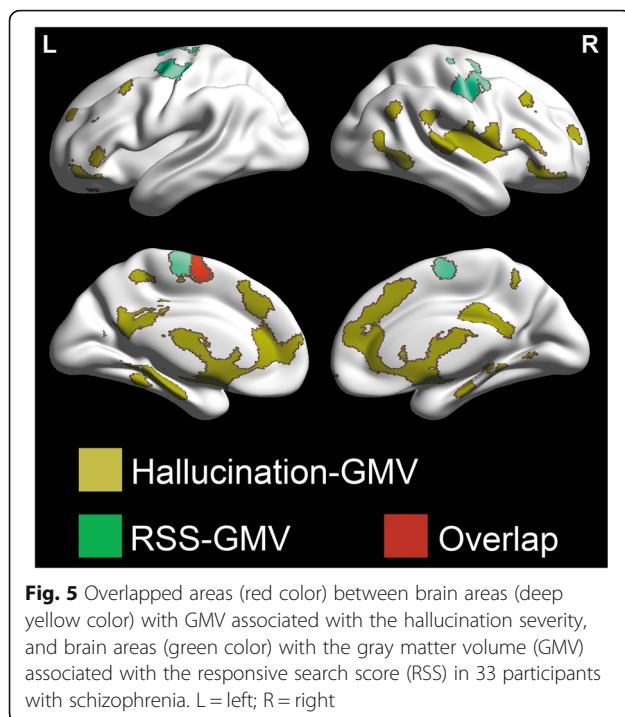 L R
Hallucination-GMV
RSS-GMV Overlap
Fig. 5 Overlapped areas (red color) between brain areas (deep
yellow color) with GMV associated with the hallucination severity,
and brain areas (green color) with the gray matter volume (GMV)
associated with the responsive search score (RSS) in 33 participants
with schizophrenia. L = left; R = right